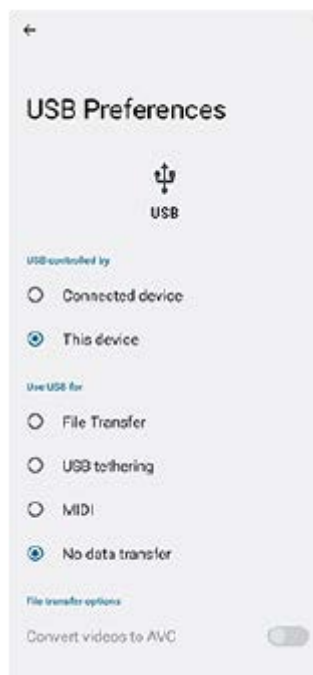 USB Preferences
USB
USB controlled by
Connected device
This device
Use USB for
File Transfer
USB tethering
MIDI
No data transfer
File transfer options
Convert videos to AVC